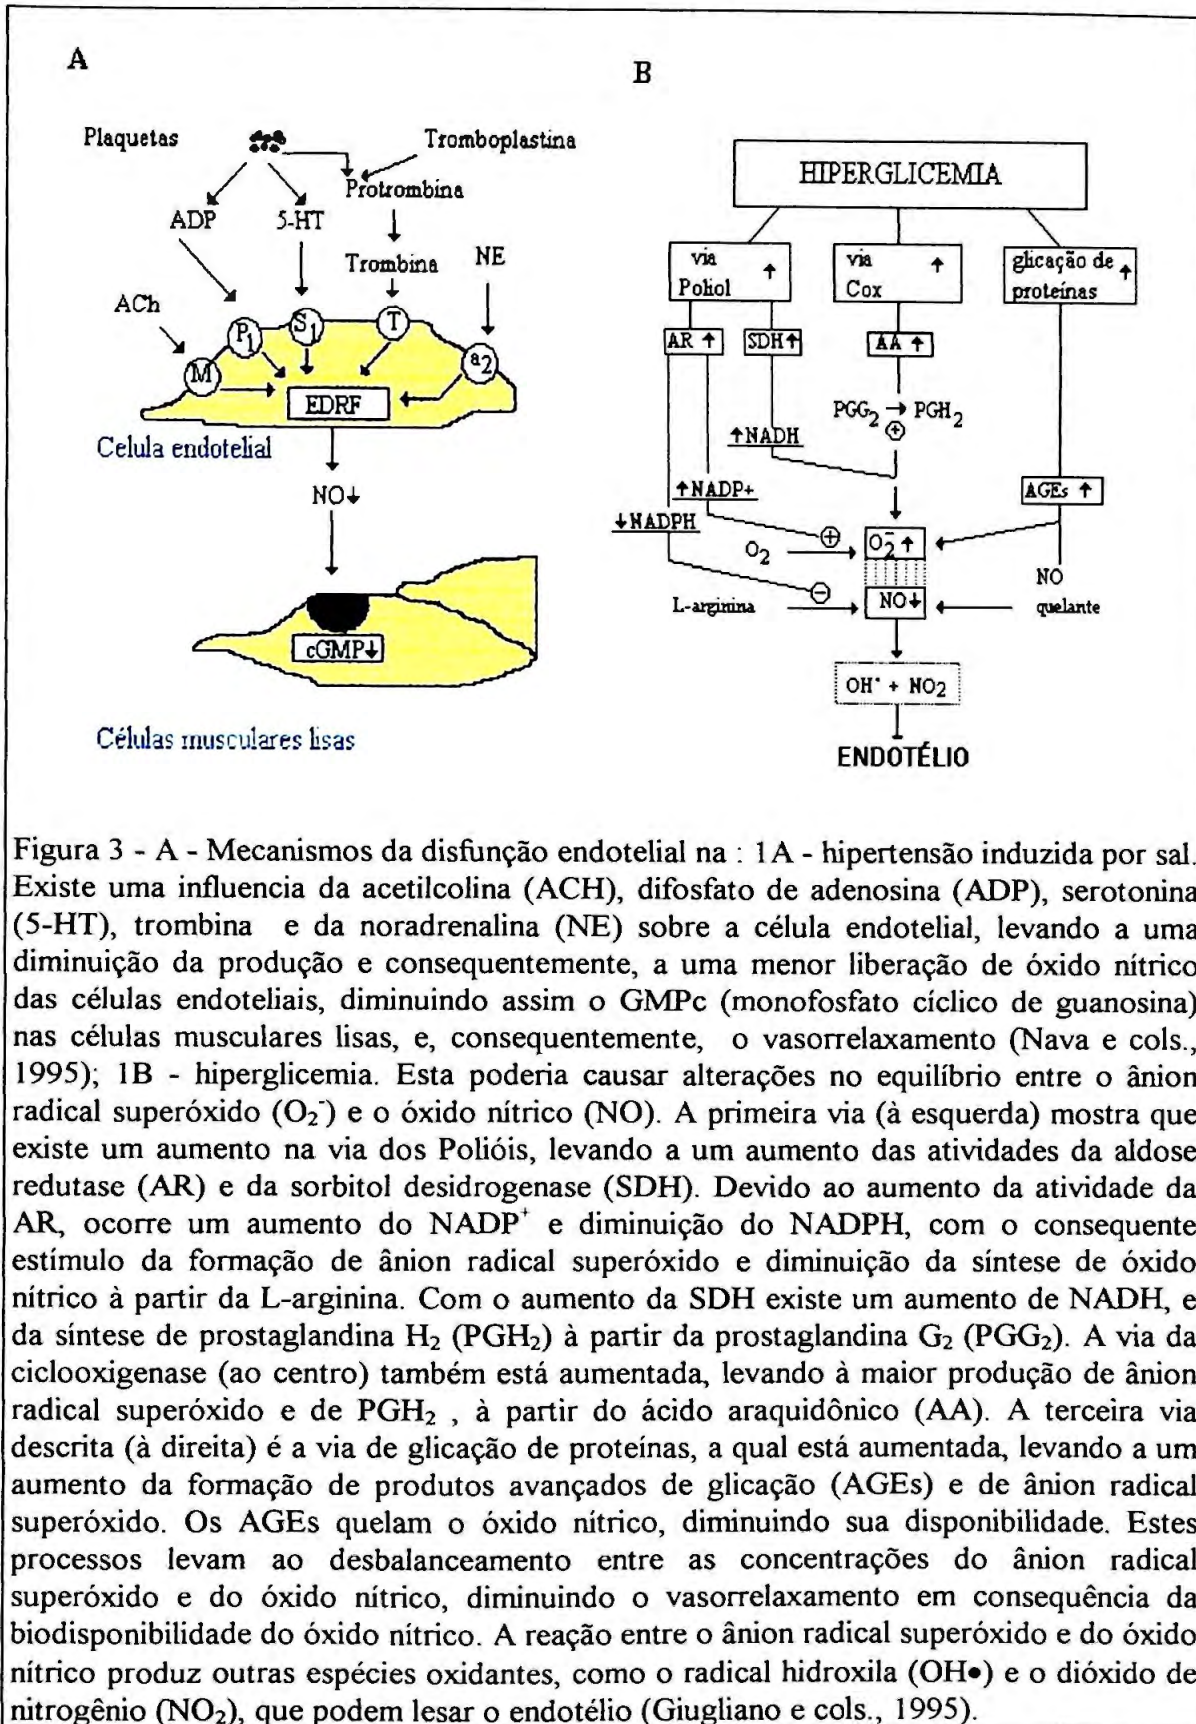 A
Plaquetas
Tromboplastina
Protrombina
ADP
5-HT
Trombina
NE
ACh
P1
S1
T
a2
M
EDRF
Celula endotelial
NO↓
cGMP↓
Células musculares lisas
B
HIPERGLICEMIA
via
Poliol ↑
via
Cox ↑
glicação de
proteínas ↑
AR ↑
SDH↑
AA ↑
PGG2 → PGH2
⊕
↑NADH
↑NADP+
↓NADPH
AGEs ↑
⊕
O2
O2̄ ↑
⊖
NO
quelante
L-arginina
NO↓
OH˙ + NO2
ENDOTÉLIO
Figura 3 - A - Mecanismos da disfunção endotelial na : 1A - hipertensão induzida por sal.
Existe uma influencia da acetilcolina (ACH), difosfato de adenosina (ADP), serotonina
(5-HT), trombina e da noradrenalina (NE) sobre a célula endotelial, levando a uma
diminuição da produção e consequentemente, a uma menor liberação de óxido nítrico
das células endoteliais, diminuindo assim o GMPc (monofosfato cíclico de guanosina)
nas células musculares lisas, e, consequentemente, o vasorrelaxamento (Nava e cols.,
1995); 1B - hiperglicemia. Esta poderia causar alterações no equilíbrio entre o ânion
radical superóxido (O2⁻) e o óxido nítrico (NO). A primeira via (à esquerda) mostra que
existe um aumento na via dos Polióis, levando a um aumento das atividades da aldose
redutase (AR) e da sorbitol desidrogenase (SDH). Devido ao aumento da atividade da
AR, ocorre um aumento do NADP⁺ e diminuição do NADPH, com o consequente
estímulo da formação de ânion radical superóxido e diminuição da síntese de óxido
nítrico à partir da L-arginina. Com o aumento da SDH existe um aumento de NADH, e
da síntese de prostaglandina H2 (PGH2) à partir da prostaglandina G2 (PGG2). A via da
ciclooxigenase (ao centro) também está aumentada, levando à maior produção de ânion
radical superóxido e de PGH2 , à partir do ácido araquidônico (AA). A terceira via
descrita (à direita) é a via de glicação de proteínas, a qual está aumentada, levando a um
aumento da formação de produtos avançados de glicação (AGEs) e de ânion radical
superóxido. Os AGEs quelam o óxido nítrico, diminuindo sua disponibilidade. Estes
processos levam ao desbalanceamento entre as concentrações do ânion radical
superóxido e do óxido nítrico, diminuindo o vasorrelaxamento em consequência da
biodisponibilidade do óxido nítrico. A reação entre o ânion radical superóxido e do óxido
nítrico produz outras espécies oxidantes, como o radical hidroxila (OH●) e o dióxido de
nitrogênio (NO2), que podem lesar o endotélio (Giugliano e cols., 1995).